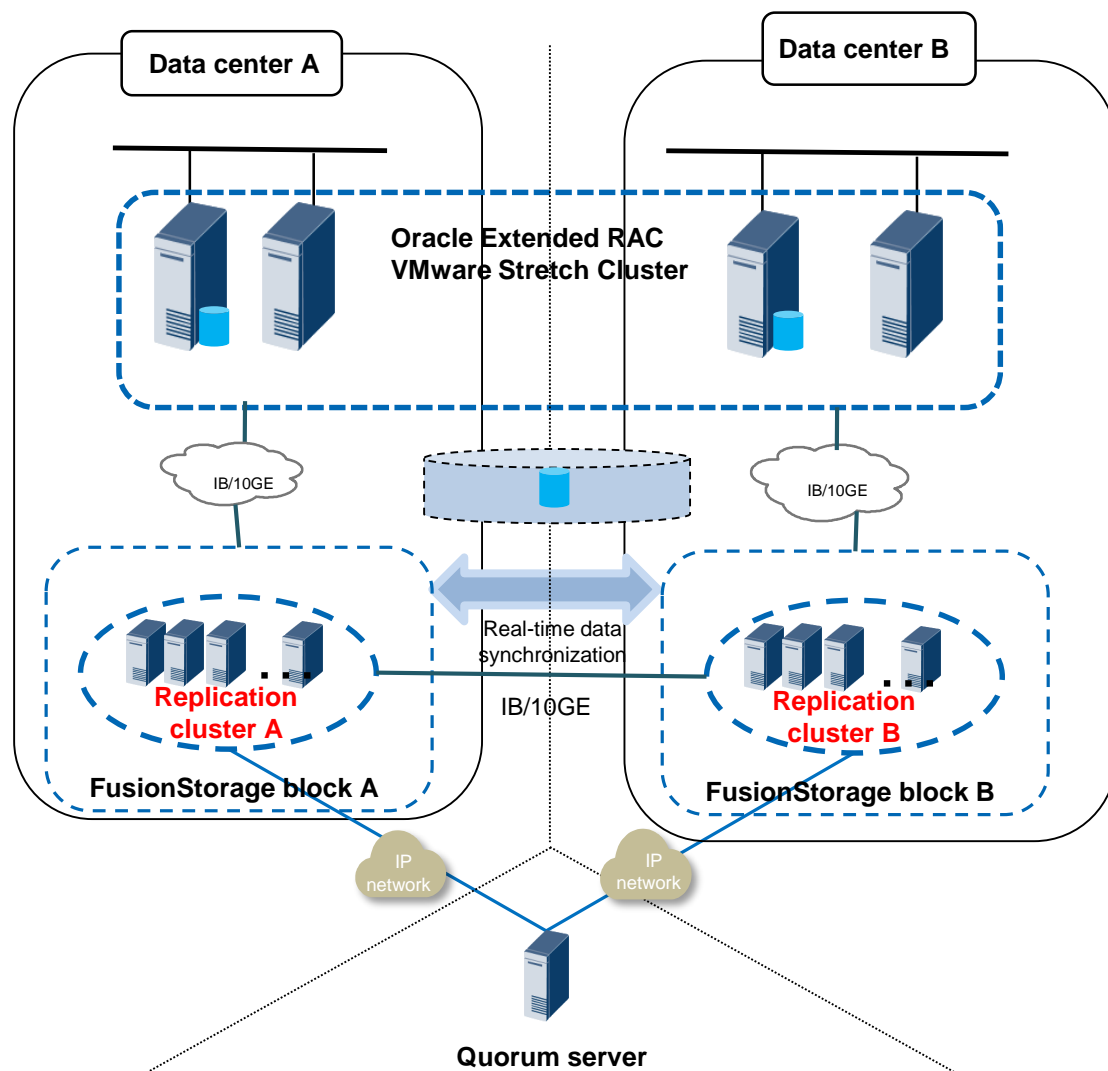 Data center A
Data center B
Oracle Extended RAC
VMware Stretch Cluster
IB/10GE
IB/10GE
Real-time data
synchronization
IB/10GE
Replication
cluster A
Replication
cluster B
FusionStorage block A
FusionStorage block B
IP
network
IP
network
Quorum server